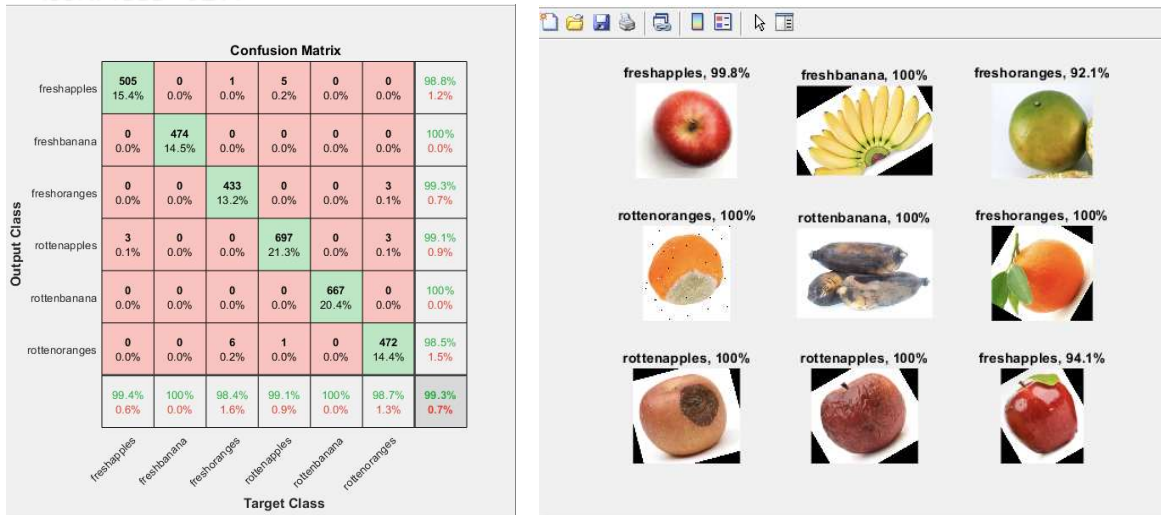 Confusion Matrix
freshapples 505 0 1 5 0 0 98.8%
15.4% 0.0% 0.0% 0.2% 0.0% 0.0% 1.2%
freshbanana 0 474 0 0 0 0 100%
0.0% 14.5% 0.0% 0.0% 0.0% 0.0% 0.0%
freshoranges 0 0 433 0 0 3 99.3%
0.0% 0.0% 13.2% 0.0% 0.0% 0.1% 0.7%
rottenapples 3 0 0 697 0 3 99.1%
0.1% 0.0% 0.0% 21.3% 0.0% 0.1% 0.9%
rottenbanana 0 0 0 0 667 0 100%
0.0% 0.0% 0.0% 0.0% 20.4% 0.0% 0.0%
rottenoranges 0 0 6 1 0 472 98.5%
0.0% 0.0% 0.2% 0.0% 0.0% 14.4% 1.5%
99.4% 100% 98.4% 99.1% 100% 98.7% 99.3%
0.6% 0.0% 1.6% 0.9% 0.0% 1.3% 0.7%
freshapples freshbanana freshoranges rottenapples rottenbanana rottenoranges
Target Class
Output Class
freshapples, 99.8% freshbanana, 100% freshoranges, 92.1%
rottenoranges, 100% rottenbanana, 100% freshoranges, 100%
rottenapples, 100% rottenapples, 100% freshapples, 94.1%